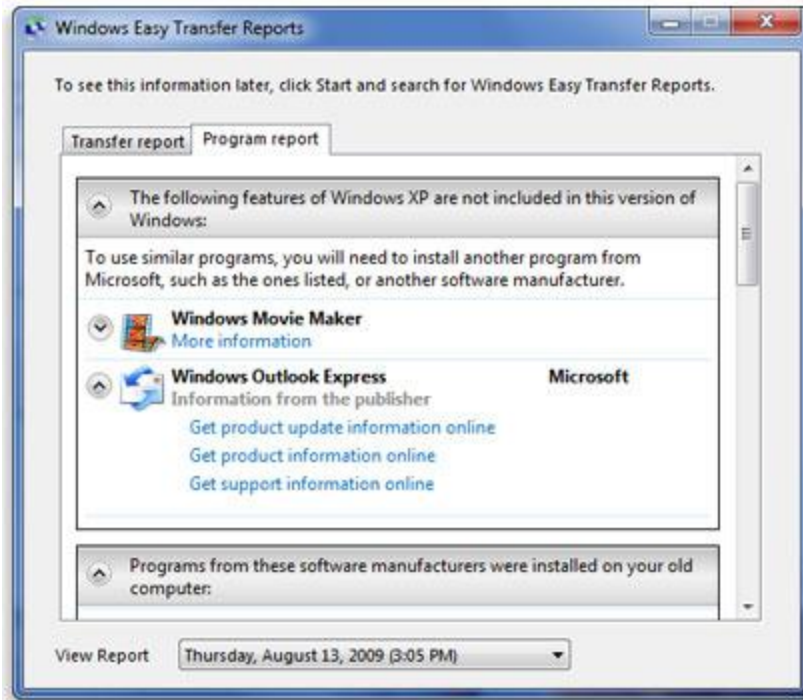 Windows Easy Transfer Reports
To see this information later, click Start and search for Windows Easy Transfer Reports.
Transfer report Program report
The following features of Windows XP are not included in this version of
Windows:
To use similar programs, you will need to install another program from
Microsoft, such as the ones listed, or another software manufacturer.
Windows Movie Maker
More information
Windows Outlook Express Microsoft
Information from the publisher
Get product update information online
Get product information online
Get support information online
Programs from these software manufacturers were installed on your old
computer:
View Report Thursday, August 13, 2009 (3:05 PM)